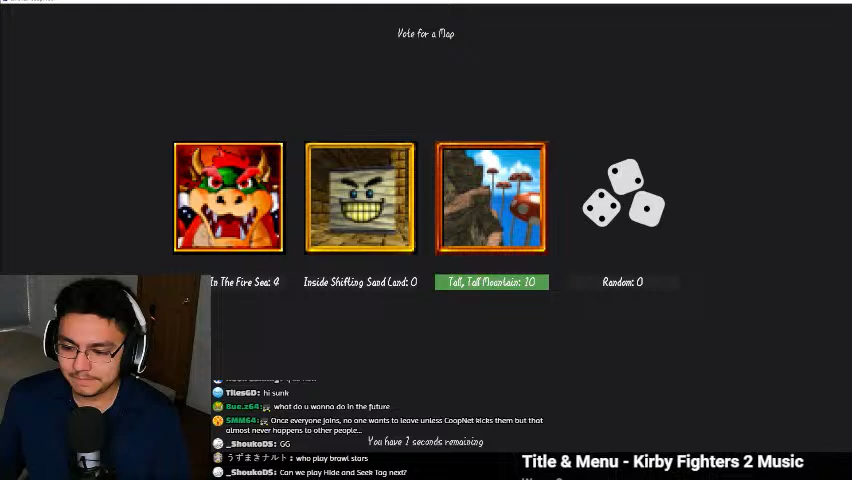 Vote for a Map
In The Fire Sea: 4
Inside Shifting Sand Land: 0
Tall, Tall Mountain: 10
Random: 0
TilesGD: hi sunk
Bue.z64: what do u wanna do in the future
SMM64: Once everyone joins, no one wants to leave unless CoopNet kicks them but that
almost never happens to other people...
_ShoukoDS: GG
You have 2 seconds remaining
うずまきナルト: who play brawl stars
_ShoukoDS: Can we play Hide and Seek Tag next?
Title & Menu - Kirby Fighters 2 Music